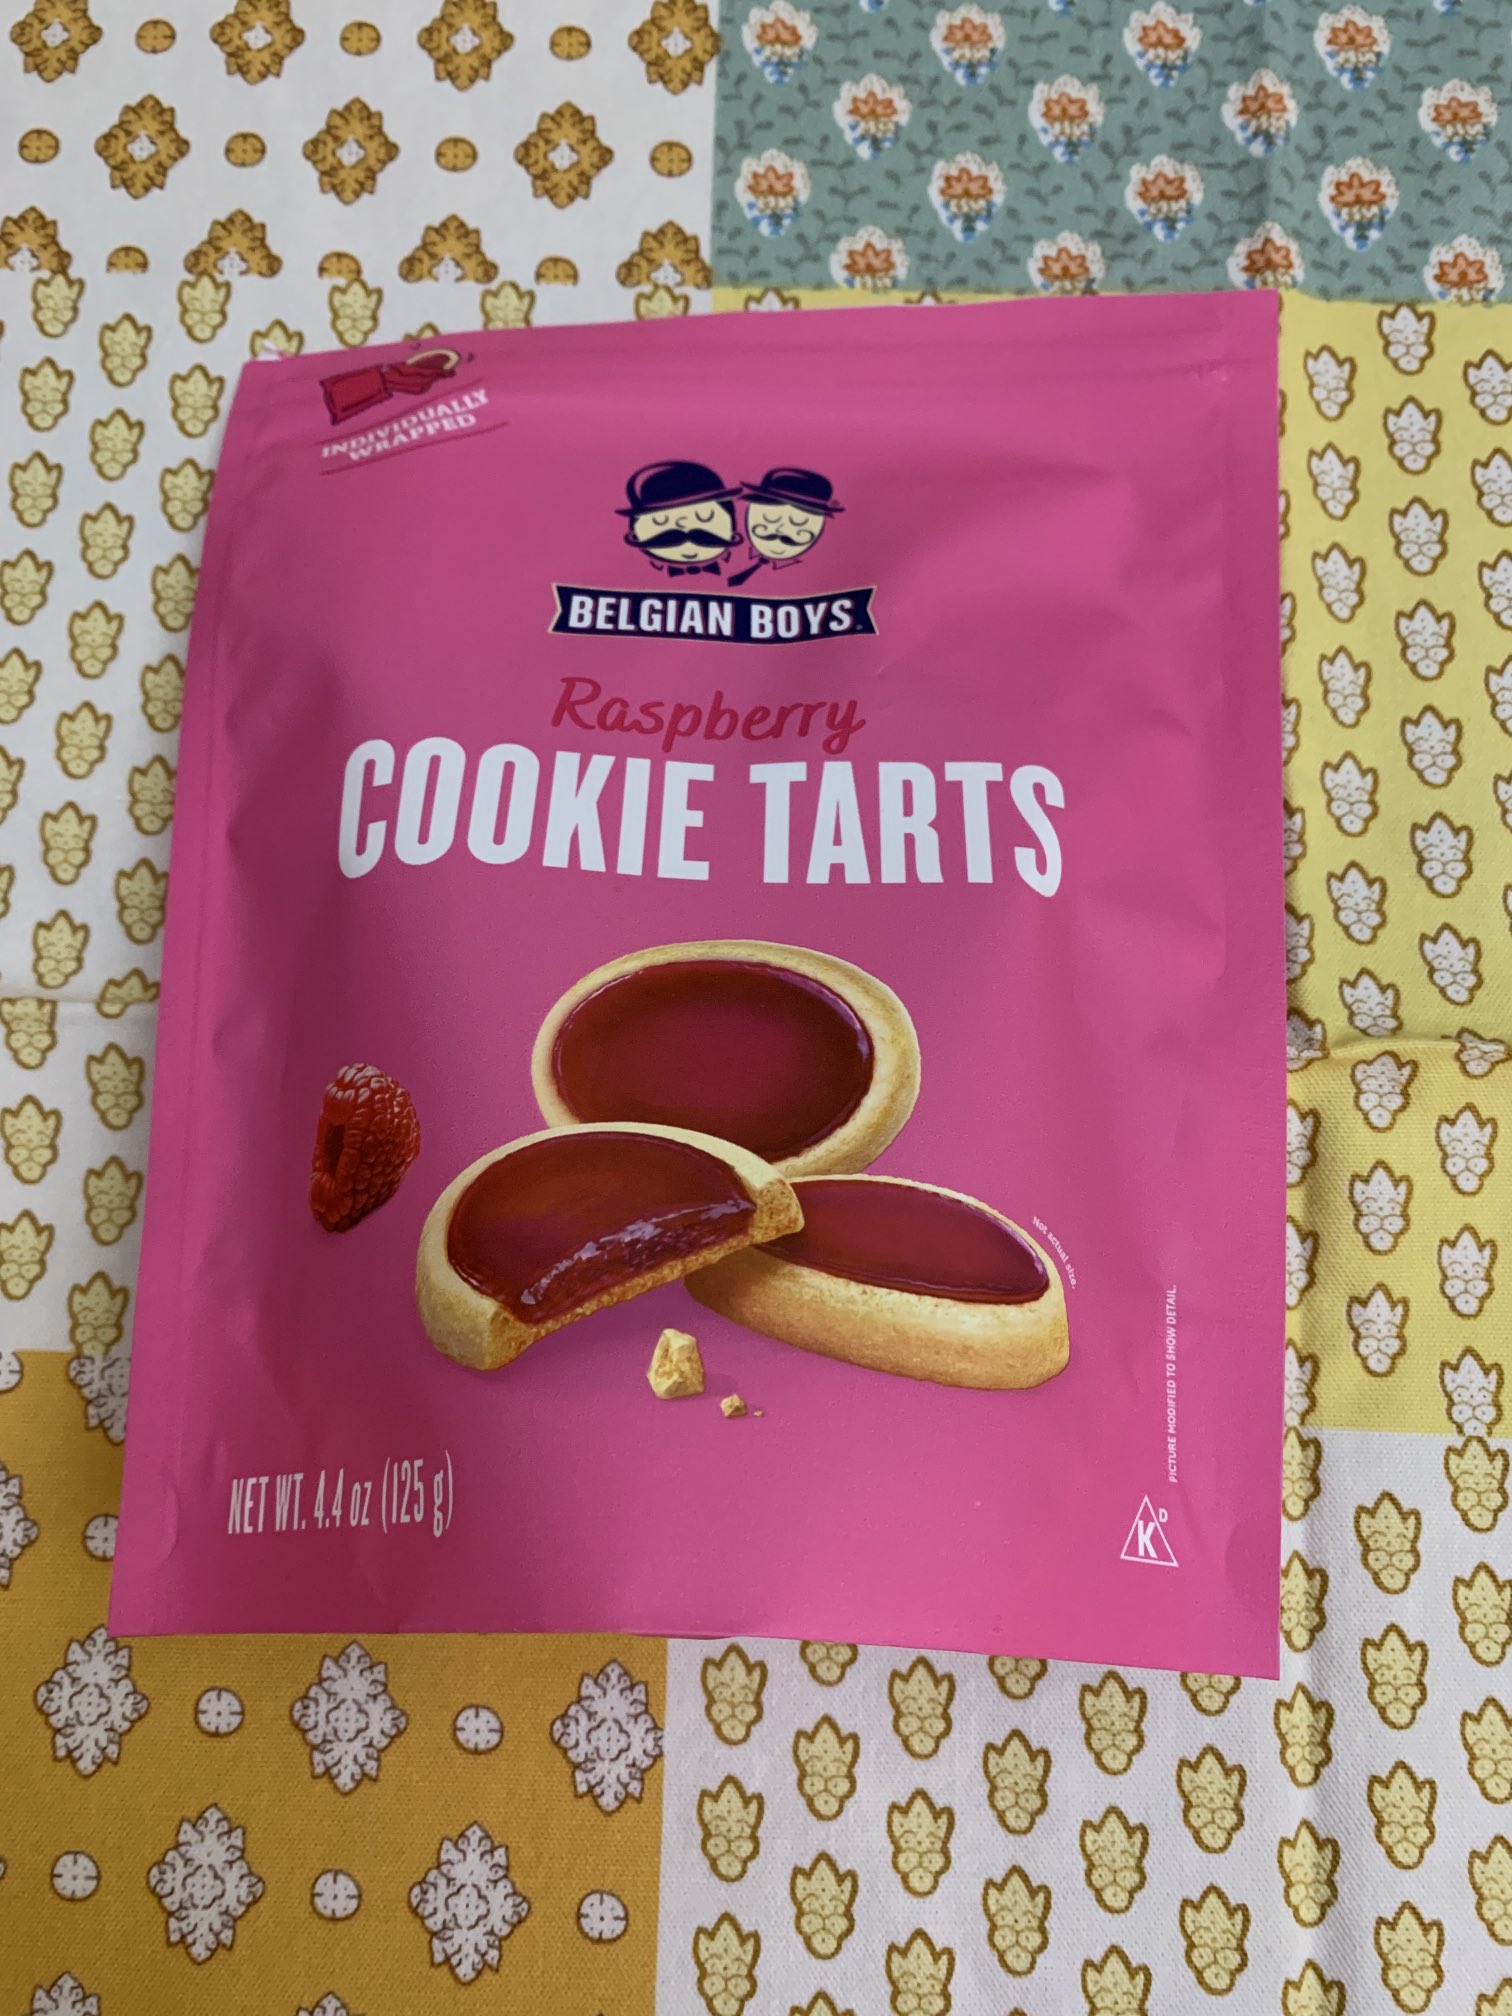 INDIVIDUALLY
WRAPPED
BELGIAN BOYS
Raspberry
COOKIE TARTS
Not actual size.
PICTURE MODIFIED TO SHOW DETAIL.
NET WT. 4.4 oz (125 g)
K D